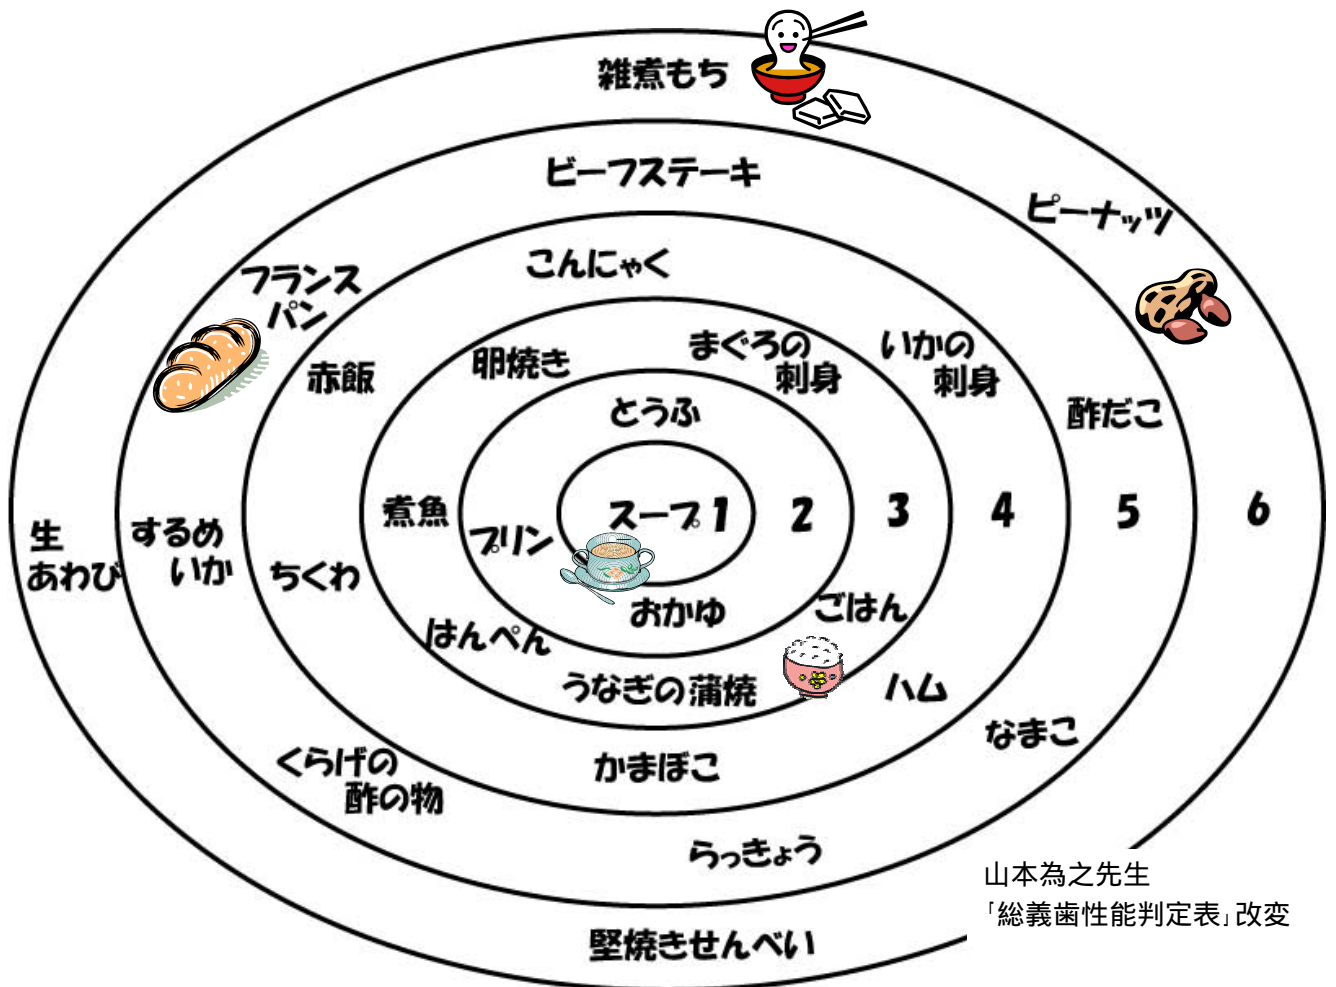 雑煮もち
ビーフステーキ
ピーナッツ
こんにゃく
フランス
パン
まぐろの
刺身
いかの
刺身
卵焼き
赤飯
とうふ
酢だこ
煮魚
スープ 1
2
3
4
5
6
プリン
生
あわび
するめ
いか
ちくわ
おかゆ
ごはん
はんぺん
うなぎの蒲焼
ハム
なまこ
くらげの
酢の物
かまぼこ
らっきょう
堅焼きせんべい
山本為之先生
「総義歯性能判定表」改変